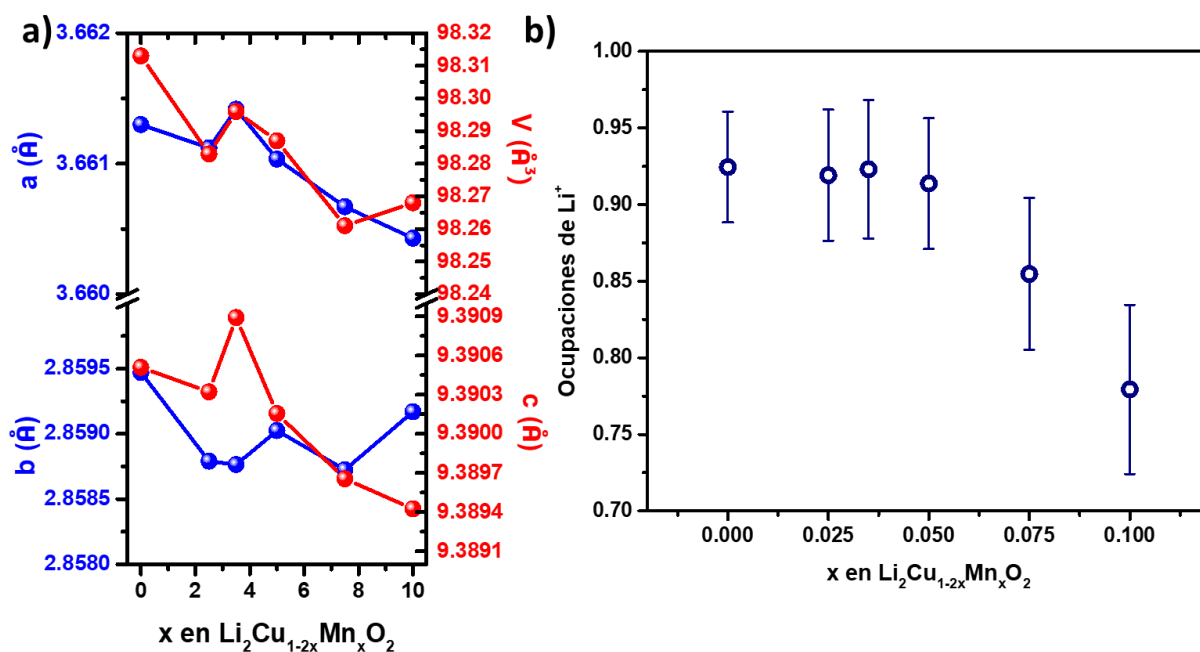 a)
3.662
3.661
3.660
a (Å)
98.32
98.31
98.30
98.29
98.28
98.27
98.26
98.25
98.24
V (Å³)
2.8595
2.8590
2.8585
2.8580
b (Å)
9.3909
9.3906
9.3903
9.3900
9.3897
9.3894
9.3891
c (Å)
0 2 4 6 8 10
x en Li₂Cu₁₋₂ₓMnₓO₂
b)
1.00
0.95
0.90
0.85
0.80
0.75
0.70
Ocupaciones de Li⁺
0.000 0.025 0.050 0.075 0.100
x en Li₂Cu₁₋₂ₓMnₓO₂